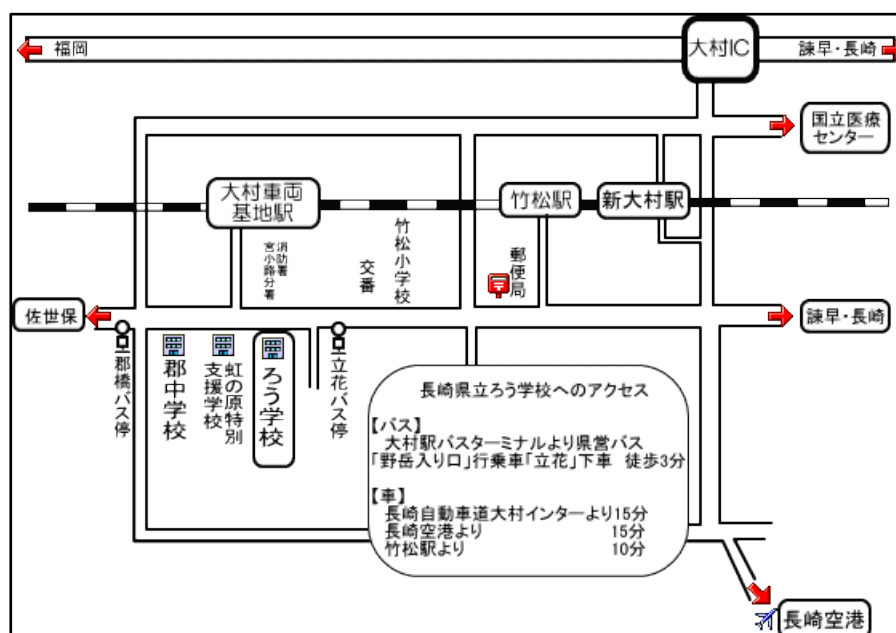 福岡
大村IC
諫早・長崎
国立医療
センター
大村車両
基地駅
竹松駅
新大村駅
消防署
宮小路分署
交番
竹松小学校
郵便局
佐世保
諫早・長崎
郡橋バス停
郡中学校
虹の原特別
支援学校
ろう学校
立花バス停
長崎県立ろう学校へのアクセス
【バス】
大村駅バスターミナルより県営バス
「野岳入り口」行乗車「立花」下車 徒歩3分
【車】
長崎自動車道大村インターより15分
長崎空港より 15分
竹松駅より 10分
長崎空港